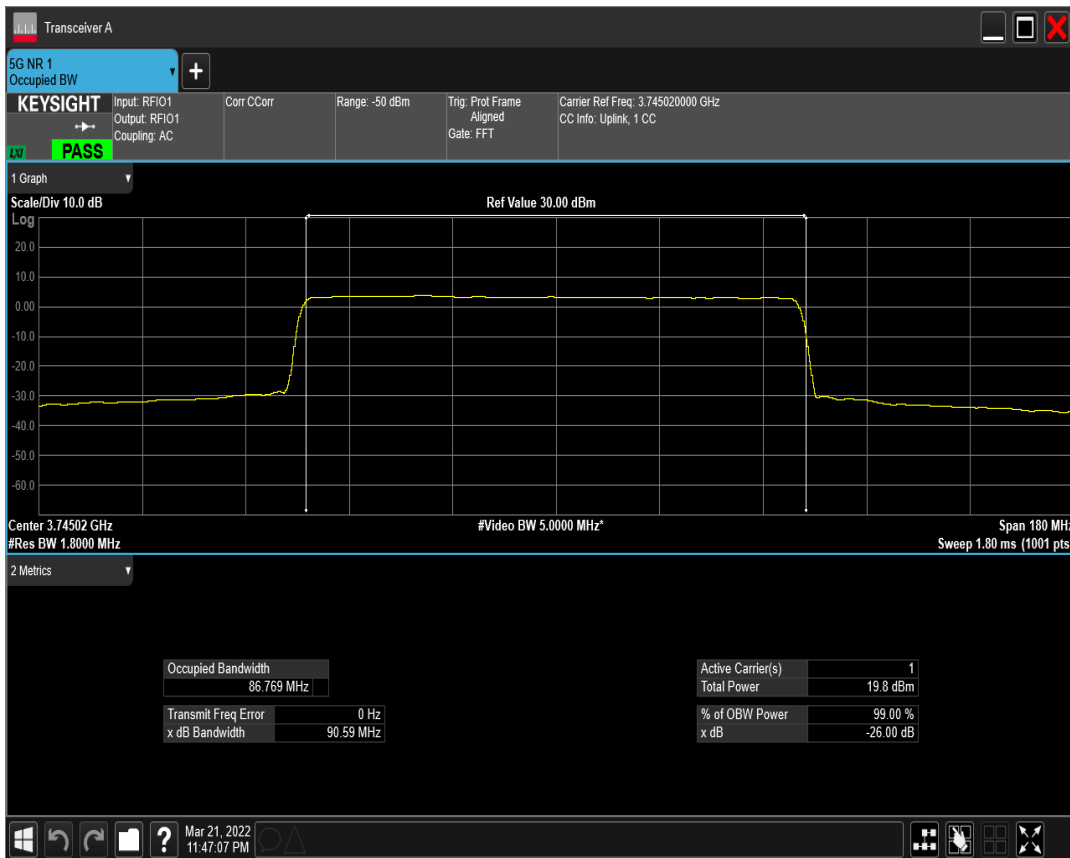 Transceiver A
5G NR 1
Occupied BW
KEYSIGHT
LXI
PASS
Input: RFIO1
Output: RFIO1
Coupling: AC
Corr CCorr
Range: -50 dBm
Trig: Prot Frame
Aligned
Gate: FFT
Carrier Ref Freq: 3.745020000 GHz
CC Info: Uplink, 1 CC
1 Graph
Scale/Div 10.0 dB
Ref Value 30.00 dBm
Log
20.0
10.0
0.00
-10.0
-20.0
-30.0
-40.0
-50.0
-60.0
Center 3.74502 GHz
#Video BW 5.0000 MHz*
Span 180 MHz
#Res BW 1.8000 MHz
Sweep 1.80 ms (1001 pts
2 Metrics
Occupied Bandwidth
86.769 MHz
Transmit Freq Error 0 Hz
x dB Bandwidth 90.59 MHz
Active Carrier(s) 1
Total Power 19.8 dBm
% of OBW Power 99.00 %
x dB -26.00 dB
?
Mar 21, 2022
11:47:07 PM